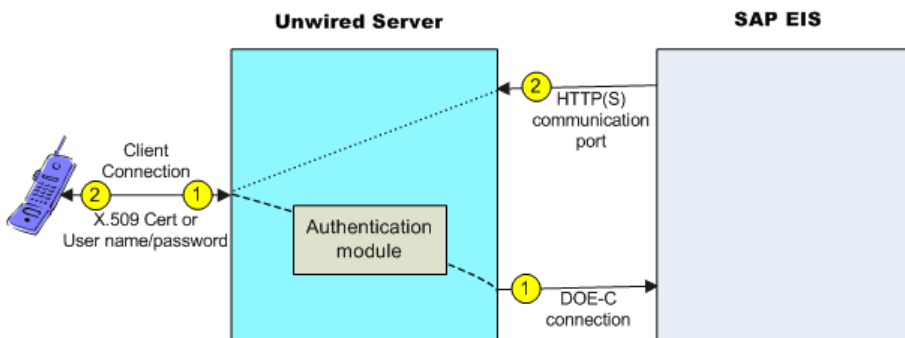 Unwired Server
SAP EIS
2
HTTP(S)
communication
port
Client
Connection
2
1
X.509 Cert or
User name/password
Authentication
module
1
DOE-C
connection